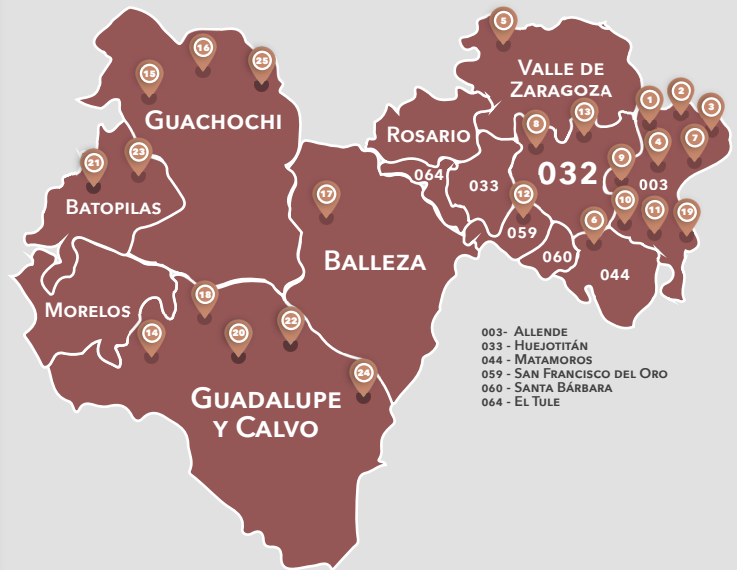 5
16
25
15
VALLE DE
ZARAGOZA
2
1
3
13
8
GUACHOCHI
ROSARIO
4
7
23
21
9
064
033
032
003
17
12
BATOPILAS
10
11
19
6
059
BALLEZA
060
044
18
MORELOS
14
20
22
24
GUADALUPE
Y CALVO
003- ALLENDE
033 - HUEJOTITÁN
044 - MATAMOROS
059 - SAN FRANCISCO DEL ORO
060 - SANTA BÁRBARA
064 - EL TULE